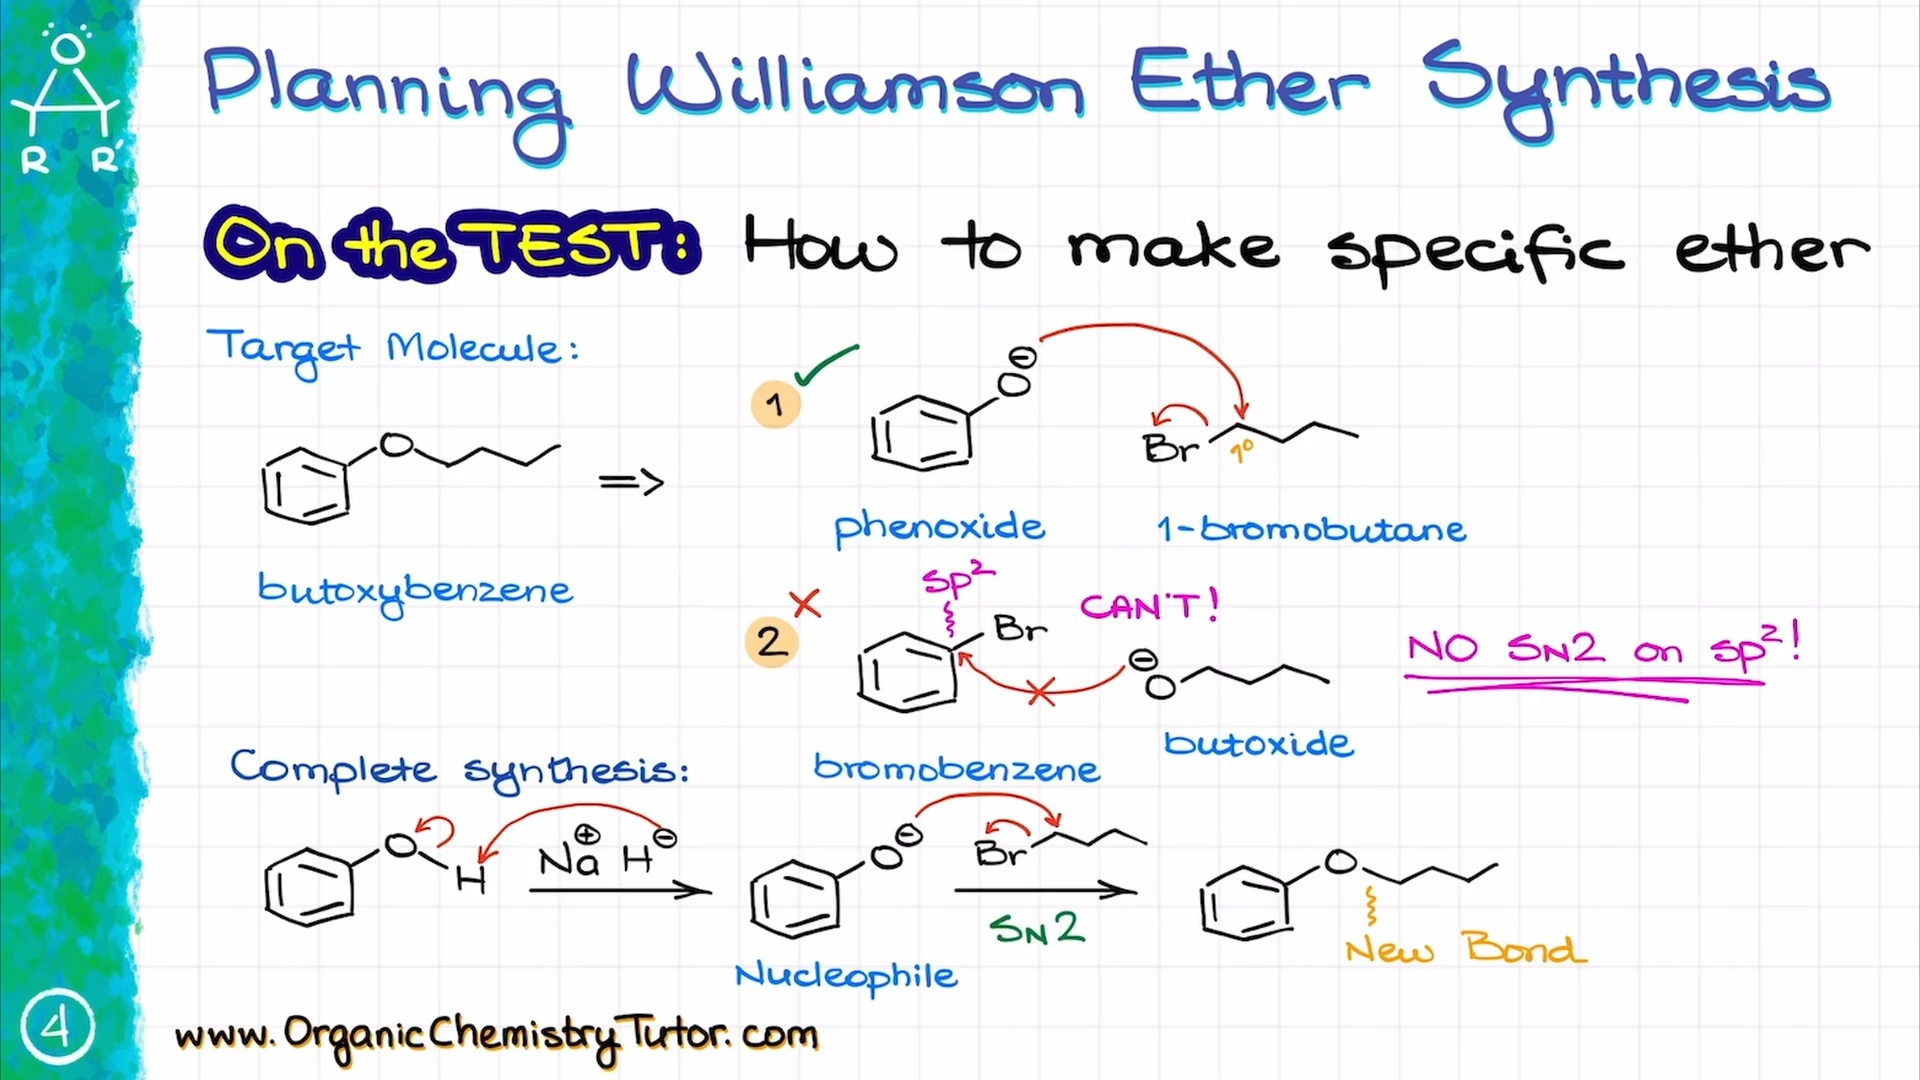 Planning Williamson Ether Synthesis
O
R R'
On the TEST: How to make specific ether
Target Molecule:
1
⊖
O
Br
1°
O
=>
phenoxide 1-bromobutane
butoxybenzene
sp²
CAN'T!
2
Br
NO SN2 on sp²!
⊖
O
butoxide
Complete synthesis:
bromobenzene
O
H
Na⊕ H⊖
O⊖
Br
SN2
O
New Bond
Nucleophile
4
www.OrganicChemistryTutor.com